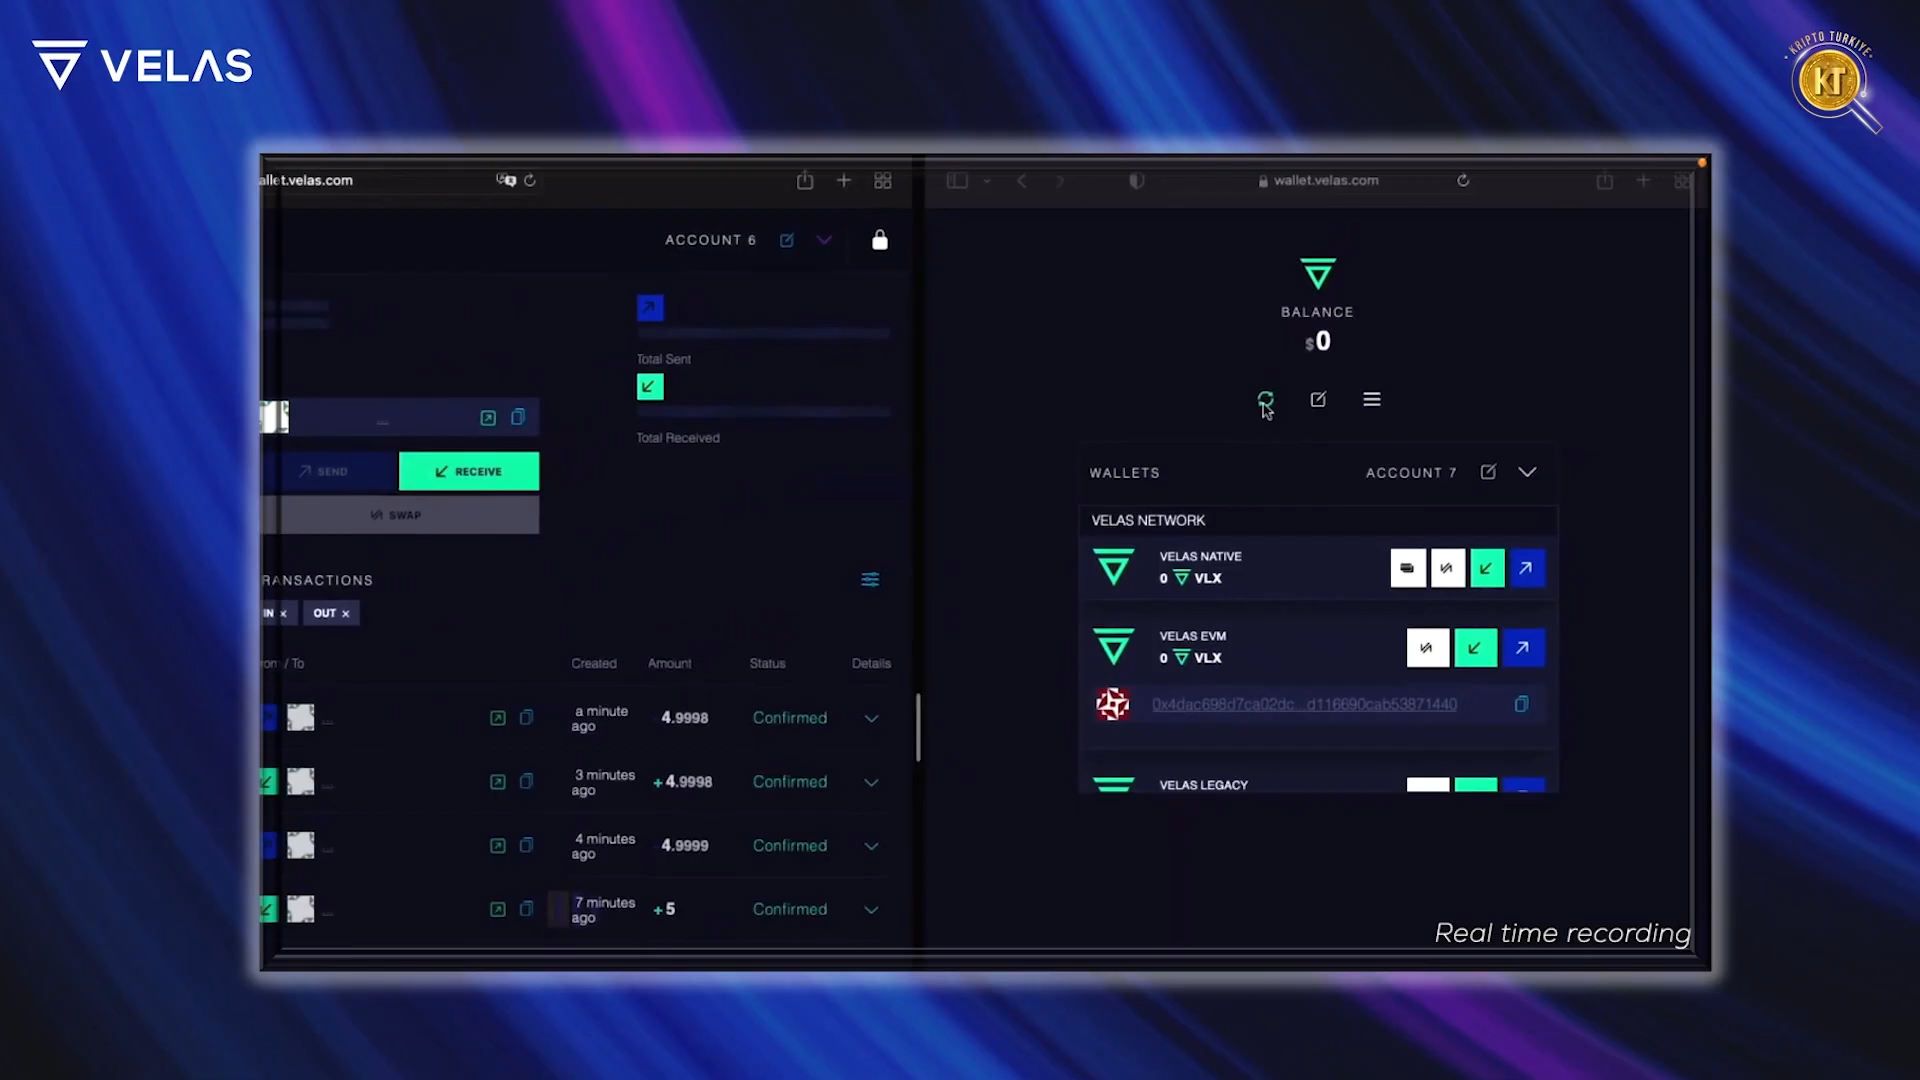 VELAS
KRIPTO TURKIYE
KT
allet.velas.com
ACCOUNT 6
Total Sent
Total Received
...
SEND
RECEIVE
SWAP
RANSACTIONS
IN ×
OUT ×
rom / To
Created
Amount
Status
Details
... a minute ago 4.9998 Confirmed
... 3 minutes ago +4.9998 Confirmed
... 4 minutes ago 4.9999 Confirmed
... 7 minutes ago +5 Confirmed
wallet.velas.com
BALANCE
$0
WALLETS
ACCOUNT 7
VELAS NETWORK
VELAS NATIVE
0 VLX
VELAS EVM
0 VLX
0x4dac698d7ca02dc...d116690cab53871440
VELAS LEGACY
Real time recording